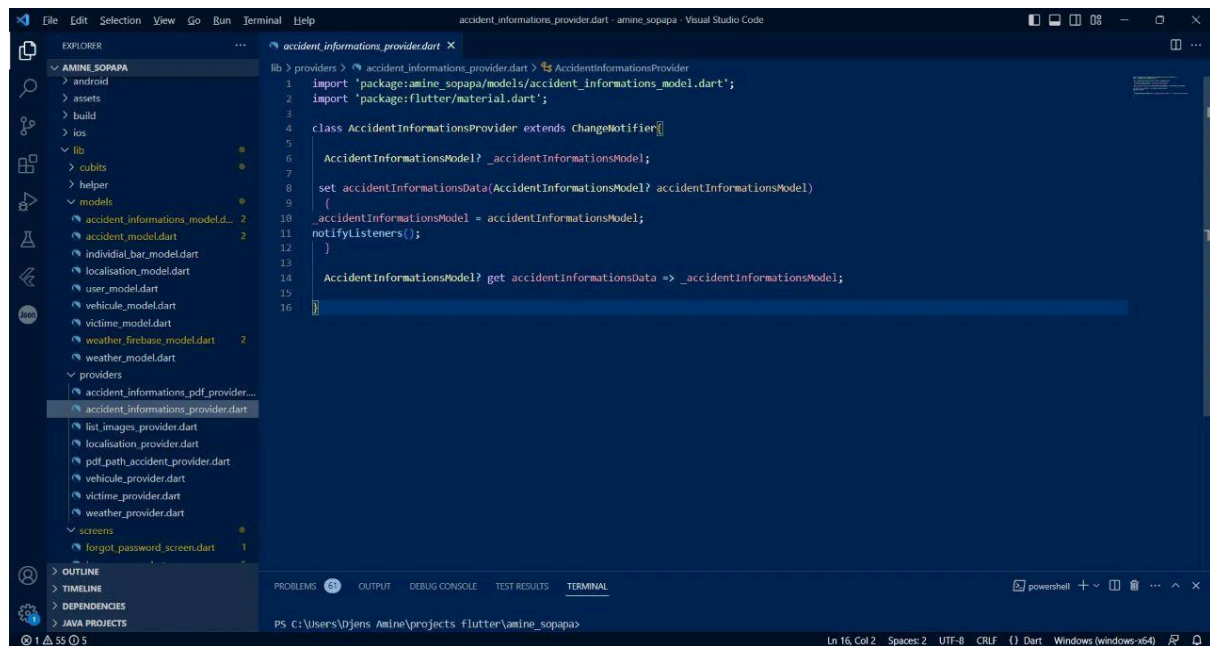 File Edit Selection View Go Run Terminal Help
accident_informations_provider.dart - amine_sopapa - Visual Studio Code
EXPLORER
AMINE_SOPAPA
android
assets
build
ios
lib
cubits
helper
models
accident_informations_model.d... 2
accident_model.dart 2
individial_bar_model.dart
localisation_model.dart
user_model.dart
vehicule_model.dart
victime_model.dart
weather_firebase_model.dart 2
weather_model.dart
providers
accident_informations_pdf_provider....
accident_informations_provider.dart
list_images_provider.dart
localisation_provider.dart
pdf_path_accident_provider.dart
vehicule_provider.dart
victime_provider.dart
weather_provider.dart
screens
forgot_password_screen.dart 1
OUTLINE
TIMELINE
DEPENDENCIES
JAVA PROJECTS
Json
1
accident_informations_provider.dart
lib > providers > accident_informations_provider.dart > AccidentInformationsProvider
1 import 'package:amine_sopapa/models/accident_informations_model.dart';
2 import 'package:flutter/material.dart';
3
4 class AccidentInformationsProvider extends ChangeNotifier{
5
6 AccidentInformationsModel? _accidentInformationsModel;
7
8 set accidentInformationsData(AccidentInformationsModel? accidentInformationsModel)
9 {
10 _accidentInformationsModel = accidentInformationsModel;
11 notifyListeners();
12 }
13
14 AccidentInformationsModel? get accidentInformationsData => _accidentInformationsModel;
15
16 }
PROBLEMS 61 OUTPUT DEBUG CONSOLE TEST RESULTS TERMINAL
powershell
PS C:\Users\Djens Amine\projects flutter\amine_sopapa>
1 55 5
Ln 16, Col 2 Spaces: 2 UTF-8 CRLF {} Dart Windows (windows-x64)